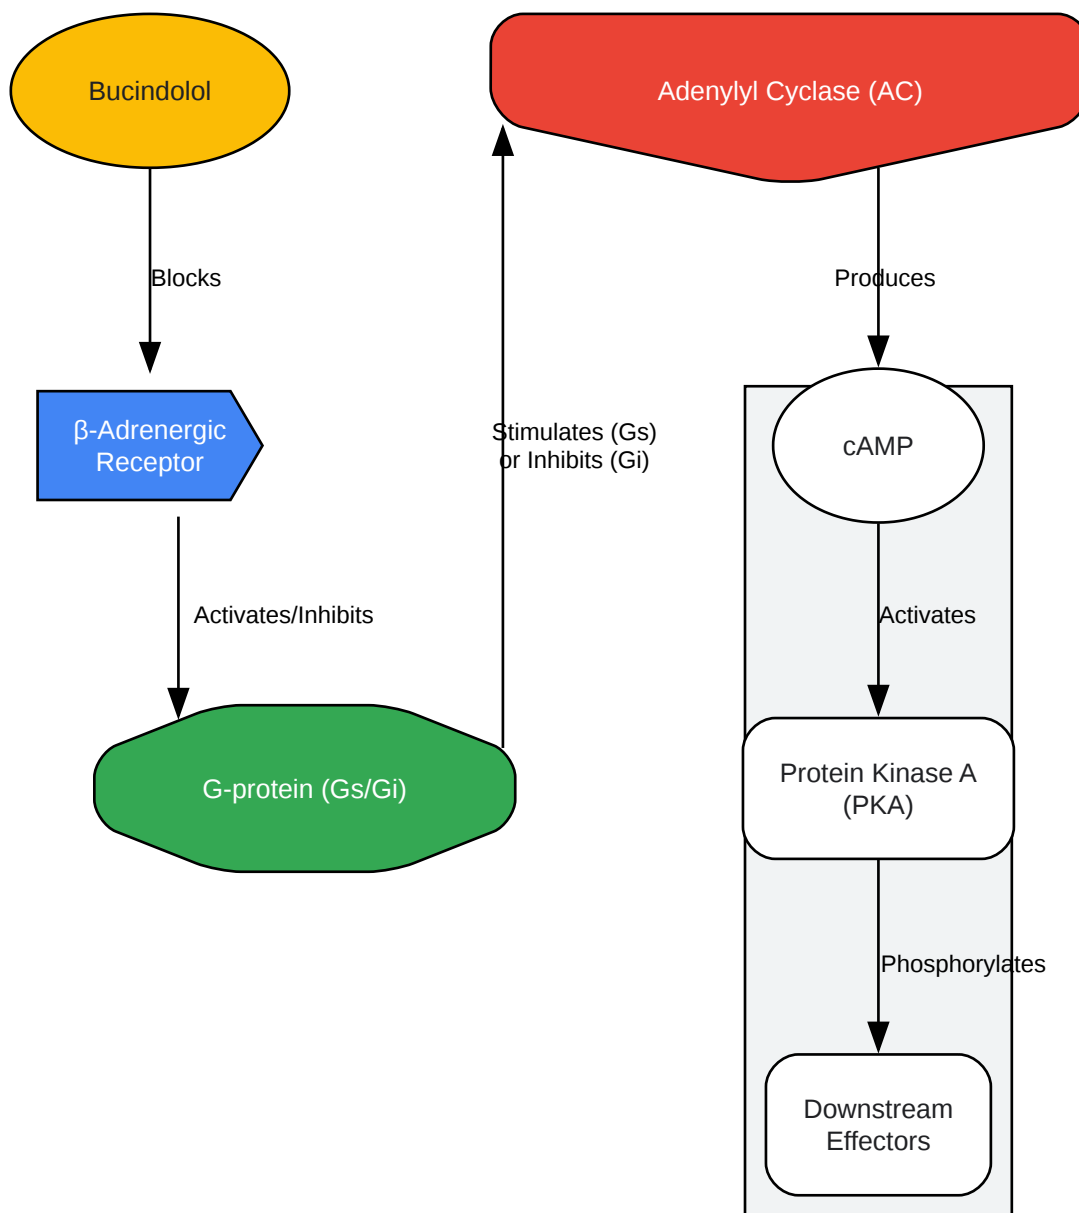 Bucindolol
Blocks
β-Adrenergic
Receptor
Activates/Inhibits
G-protein (Gs/Gi)
Stimulates (Gs)
or Inhibits (Gi)
Adenylyl Cyclase (AC)
Produces
cAMP
Activates
Protein Kinase A
(PKA)
Phosphorylates
Downstream
Effectors